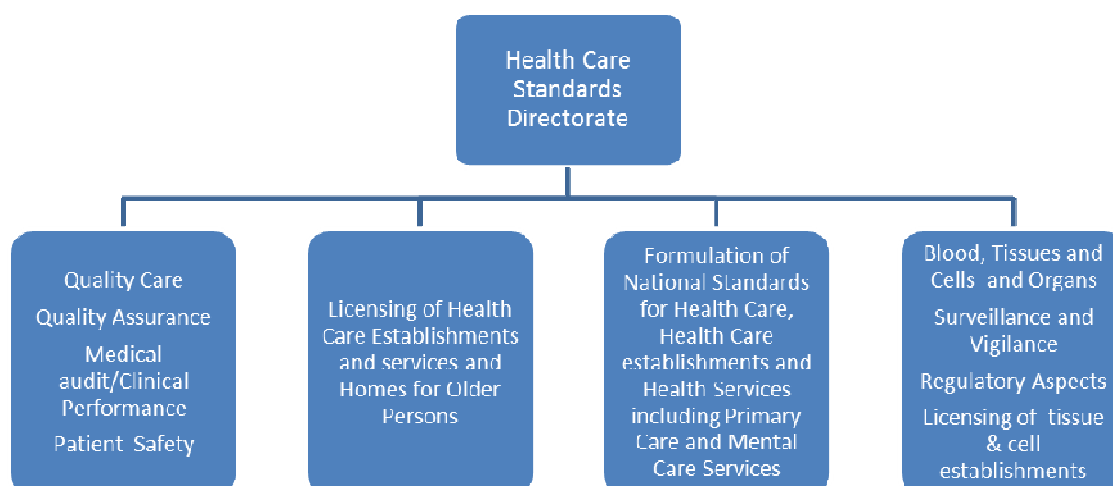 Health Care
Standards
Directorate
Quality Care
Quality Assurance
Medical
audit/Clinical
Performance
Patient Safety
Licensing of Health
Care Establishments
and services and
Homes for Older
Persons
Formulation of
National Standards
for Health Care,
Health Care
establishments and
Health Services
including Primary
Care and Mental
Care Services
Blood, Tissues and
Cells and Organs
Surveillance and
Vigilance
Regulatory Aspects
Licensing of tissue
& cell
establishments